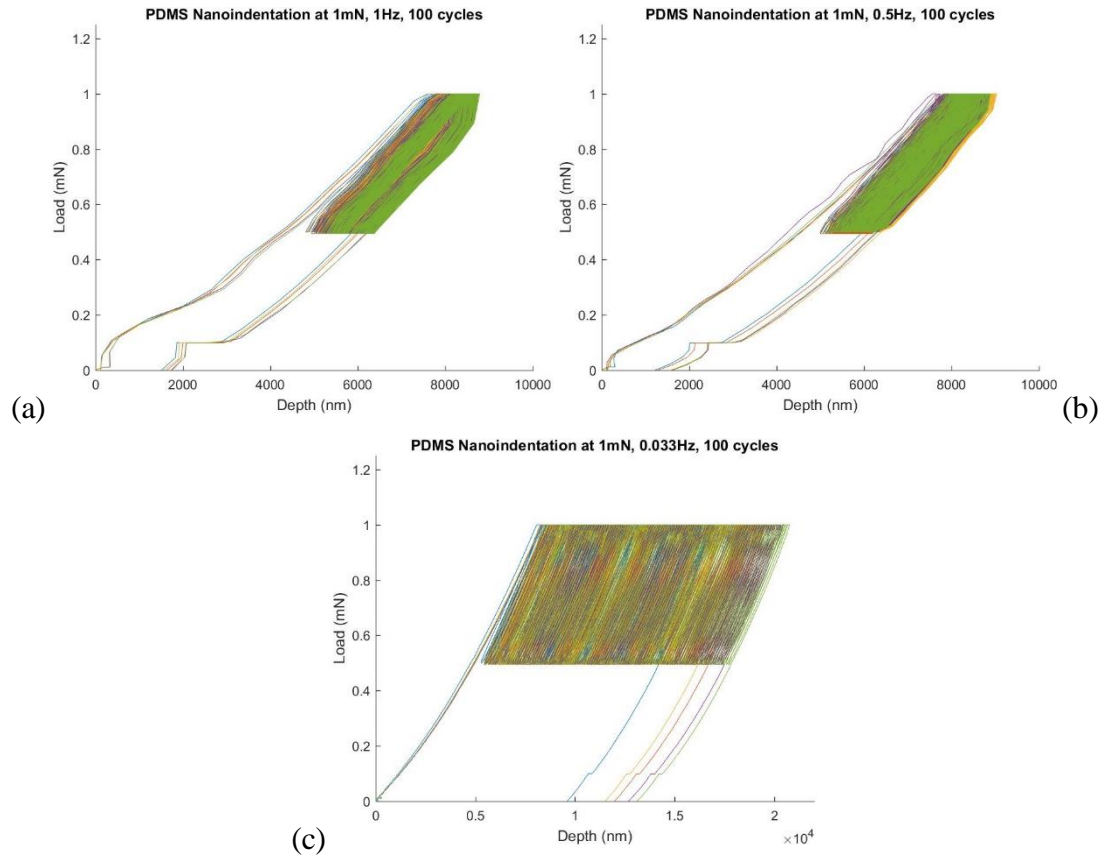 PDMS Nanoindentation at 1mN, 1Hz, 100 cycles
1.2
1
0.8
0.6
0.4
0.2
0
Load (mN)
0 2000 4000 6000 8000 10000
Depth (nm)
(a)
PDMS Nanoindentation at 1mN, 0.5Hz, 100 cycles
1.2
1
0.8
0.6
0.4
0.2
0
Load (mN)
0 2000 4000 6000 8000 10000
Depth (nm)
(b)
PDMS Nanoindentation at 1mN, 0.033Hz, 100 cycles
1.2
1
0.8
0.6
0.4
0.2
0
Load (mN)
0 0.5 1 1.5 2
Depth (nm)
×10⁴
(c)